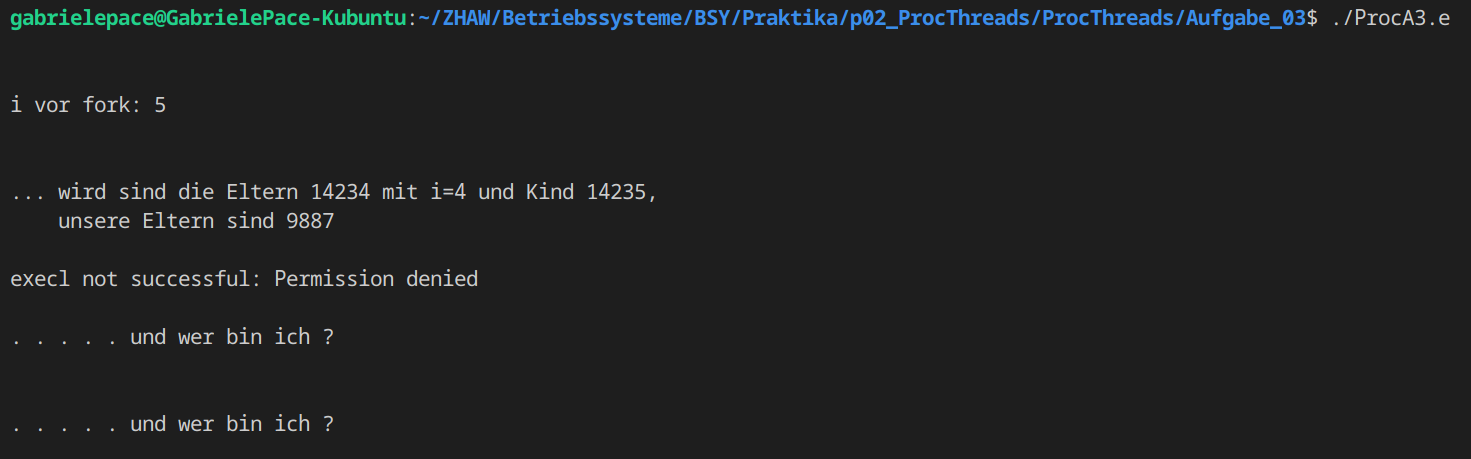 gabrielepace@GabrielePace-Kubuntu:~/ZHAW/Betriebssysteme/BSY/Praktika/p02_ProcThreads/ProcThreads/Aufgabe_03$ ./ProcA3.e
i vor fork: 5
... wird sind die Eltern 14234 mit i=4 und Kind 14235,
unsere Eltern sind 9887
execl not successful: Permission denied
. . . . . und wer bin ich ?
. . . . . und wer bin ich ?